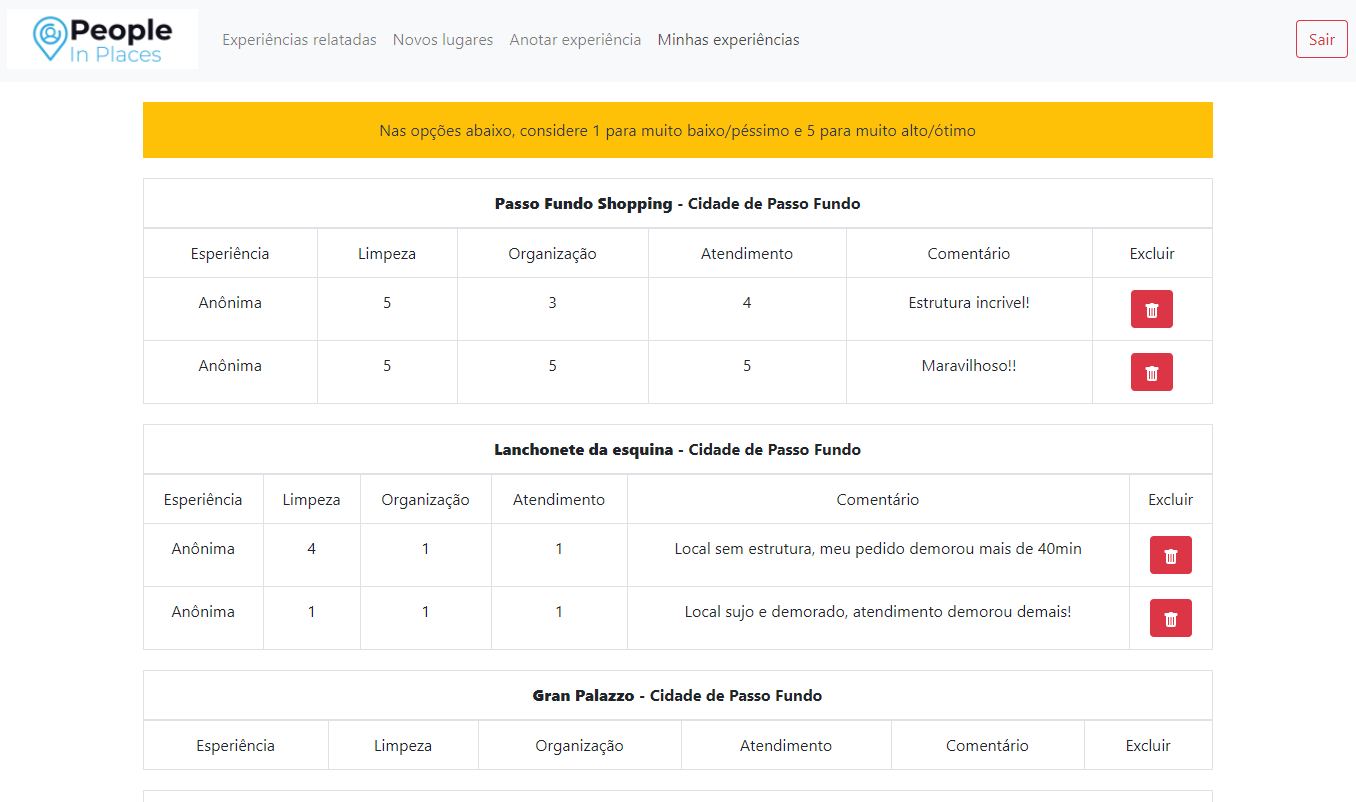 People
In Places
Experiências relatadas Novos lugares Anotar experiência Minhas experiências Sair
Nas opções abaixo, considere 1 para muito baixo/péssimo e 5 para muito alto/ótimo
Passo Fundo Shopping - Cidade de Passo Fundo
Esperiência Limpeza Organização Atendimento Comentário Excluir
Anônima 5 3 4 Estrutura incrivel!
Anônima 5 5 5 Maravilhoso!!
Lanchonete da esquina - Cidade de Passo Fundo
Esperiência Limpeza Organização Atendimento Comentário Excluir
Anônima 4 1 1 Local sem estrutura, meu pedido demorou mais de 40min
Anônima 1 1 1 Local sujo e demorado, atendimento demorou demais!
Gran Palazzo - Cidade de Passo Fundo
Esperiência Limpeza Organização Atendimento Comentário Excluir